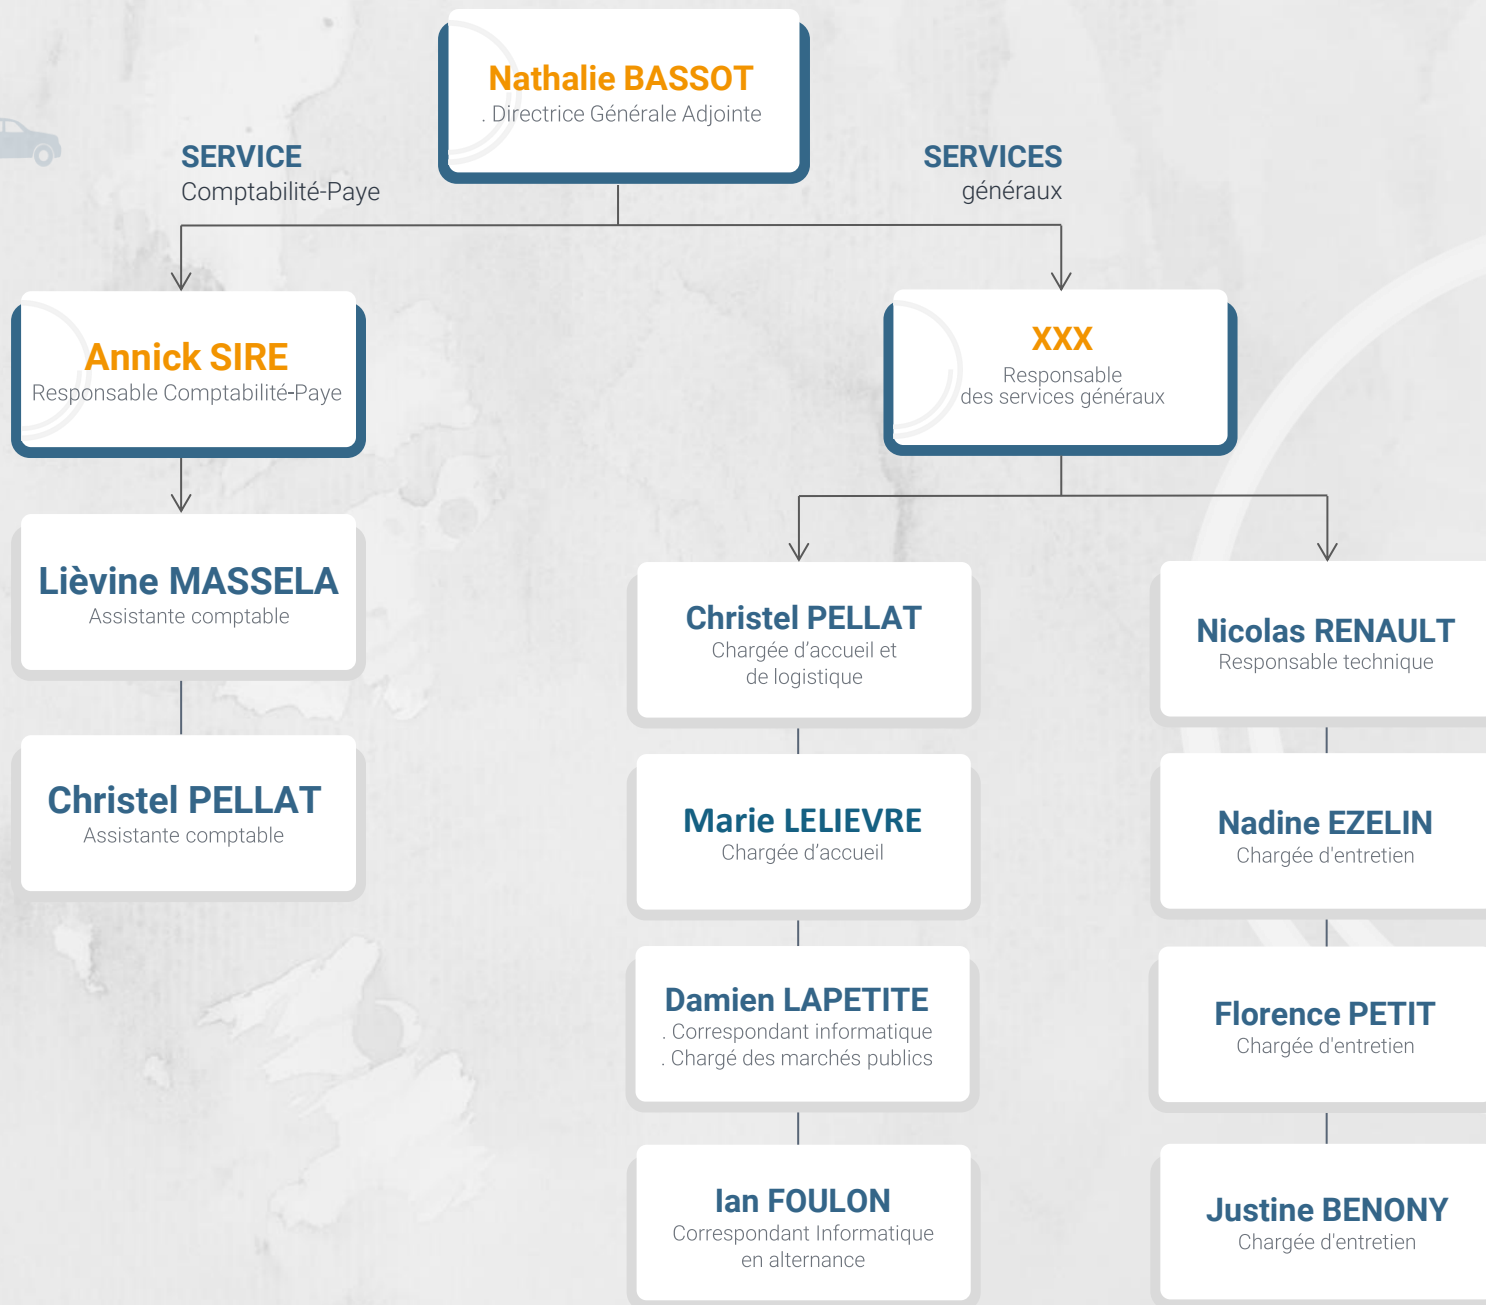 Nathalie BASSOT
. Directrice Générale Adjointe
SERVICE
Comptabilité-Paye
SERVICES
généraux
Annick SIRE
Responsable Comptabilité-Paye
XXX
Responsable
des services généraux
Lièvine MASSELA
Assistante comptable
Christel PELLAT
Assistante comptable
Christel PELLAT
Chargée d’accueil et
de logistique
Marie LELIEVRE
Chargée d’accueil
Damien LAPETITE
. Correspondant informatique
. Chargé des marchés publics
Ian FOULON
Correspondant Informatique
en alternance
Nicolas RENAULT
Responsable technique
Nadine EZELIN
Chargée d'entretien
Florence PETIT
Chargée d'entretien
Justine BENONY
Chargée d'entretien